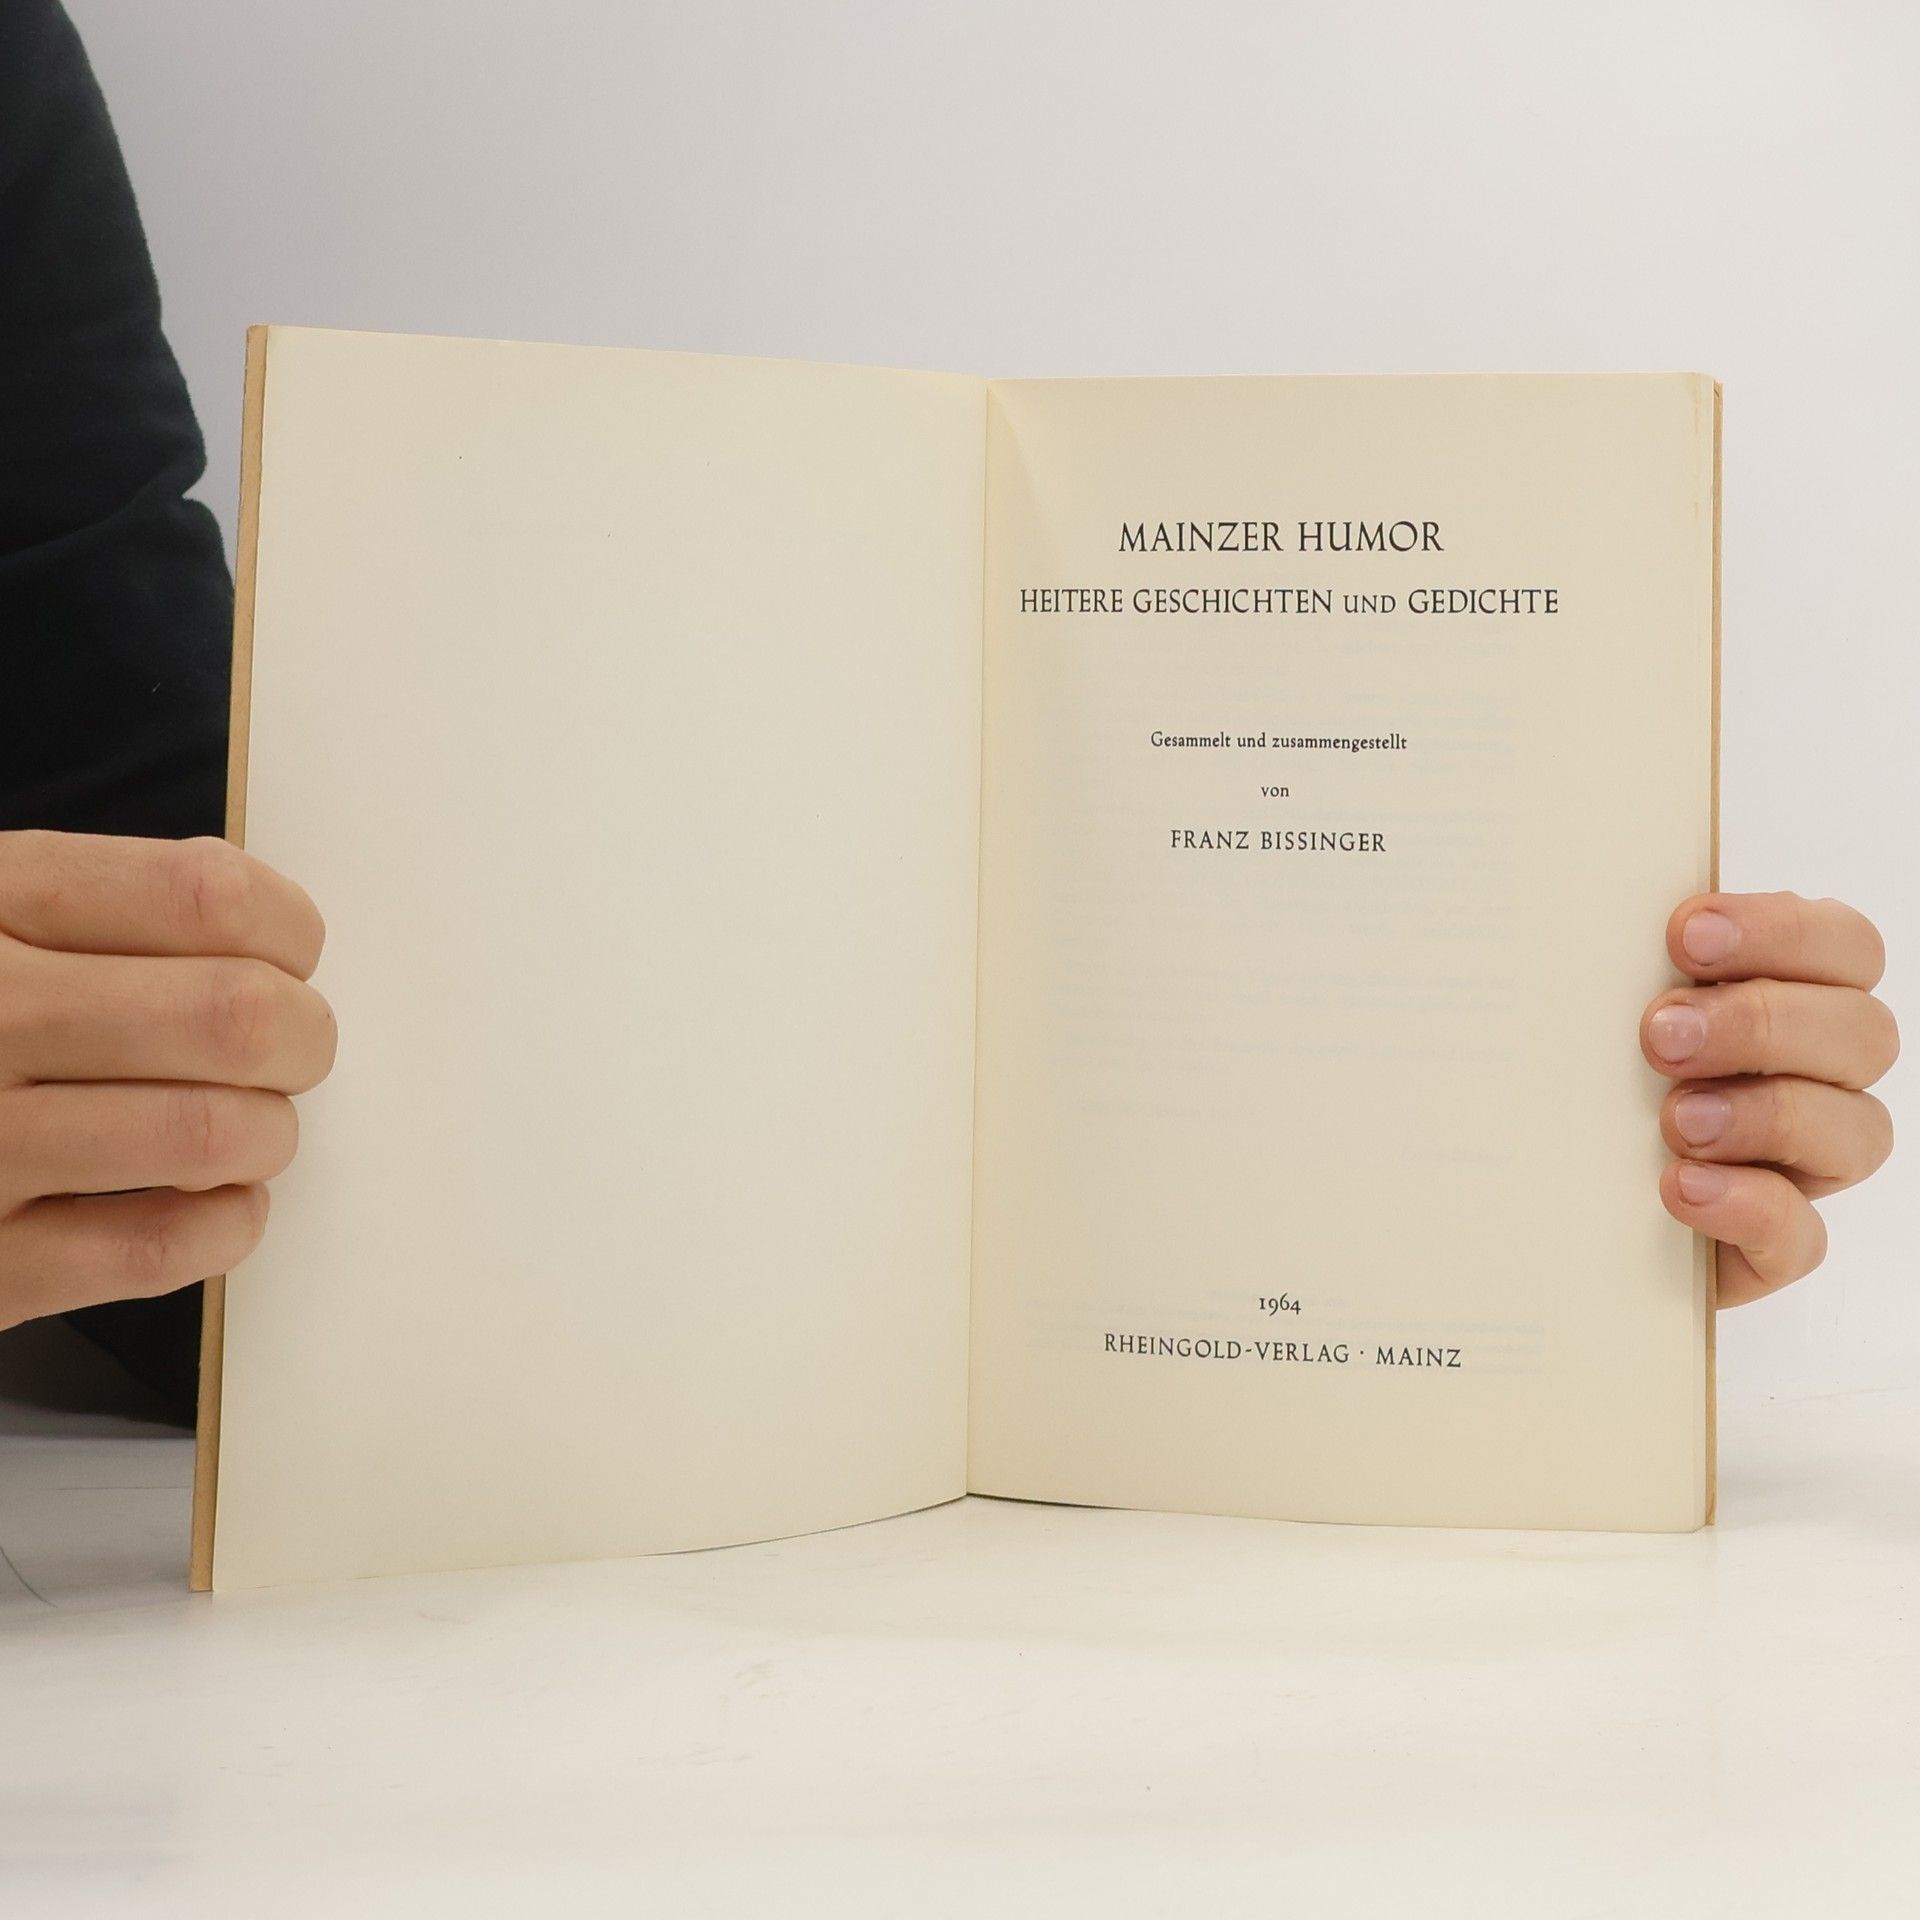 MAINZER HUMOR
HEITERE GESCHICHTEN UND GEDICHTE
Gesammelt und zusammengestellt
von
FRANZ BISSINGER
1964
RHEINGOLD-VERLAG · MAINZ